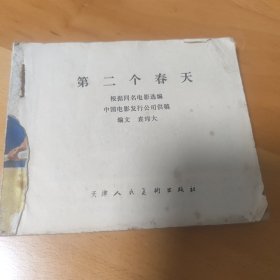 第二个春天
根据同名电影选编
中国电影发行公司供稿
编文 袁玮大
天津人民美术出版社